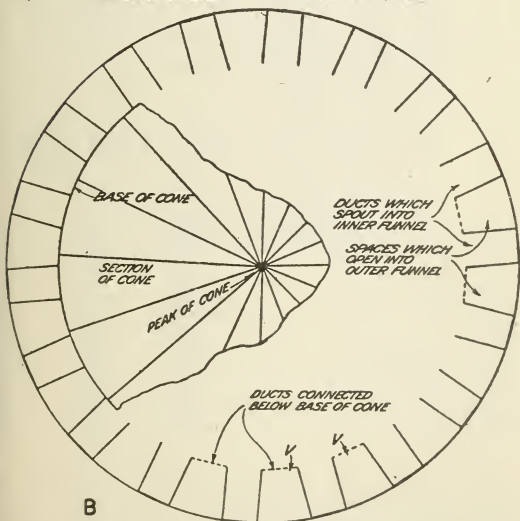 BASE OF CONE
DUCTS WHICH
SPOUT INTO
INNER FUNNEL
SPACES WHICH
OPEN INTO
OUTER FUNNEL
SECTION
OF CONE
PEAK OF CONE
DUCTS CONNECTED
BELOW BASE OF CONE
V
V
B